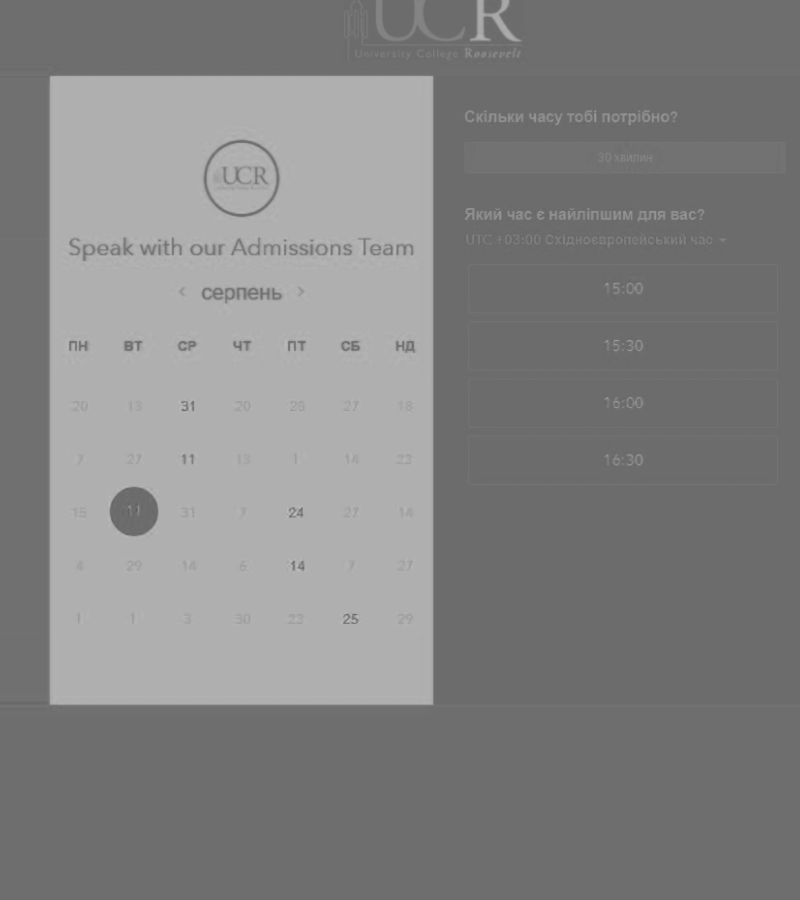 UCR
University College Roosevelt
UCR
Speak with our Admissions Team
‹ серпень ›
ПН ВТ СР ЧТ ПТ СБ НД
20 13 31 20 28 27 18
7 27 11 13 1 14 23
15 11 31 7 24 27 14
4 29 14 6 14 7 27
1 1 3 30 23 25 29
Скільки часу тобі потрібно?
30 хвилин
Який час є найліпшим для вас?
UTC +03:00 Східноєвропейський час
15:00
15:30
16:00
16:30